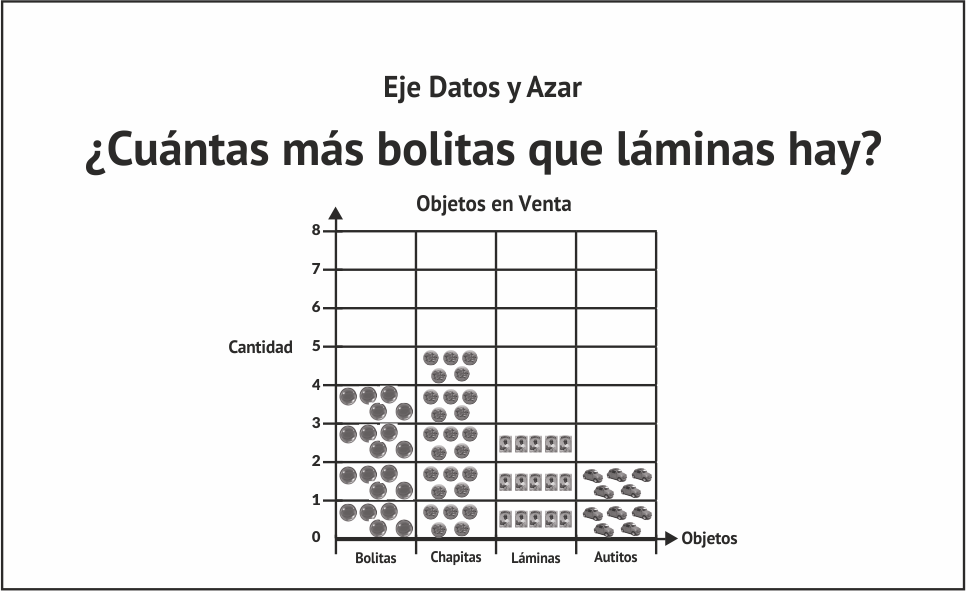 Eje Datos y Azar
¿Cuántas más bolitas que láminas hay?
Objetos en Venta
8
7
6
Cantidad 5
4
3
2
1
0
Objetos
Bolitas Chapitas Láminas Autitos